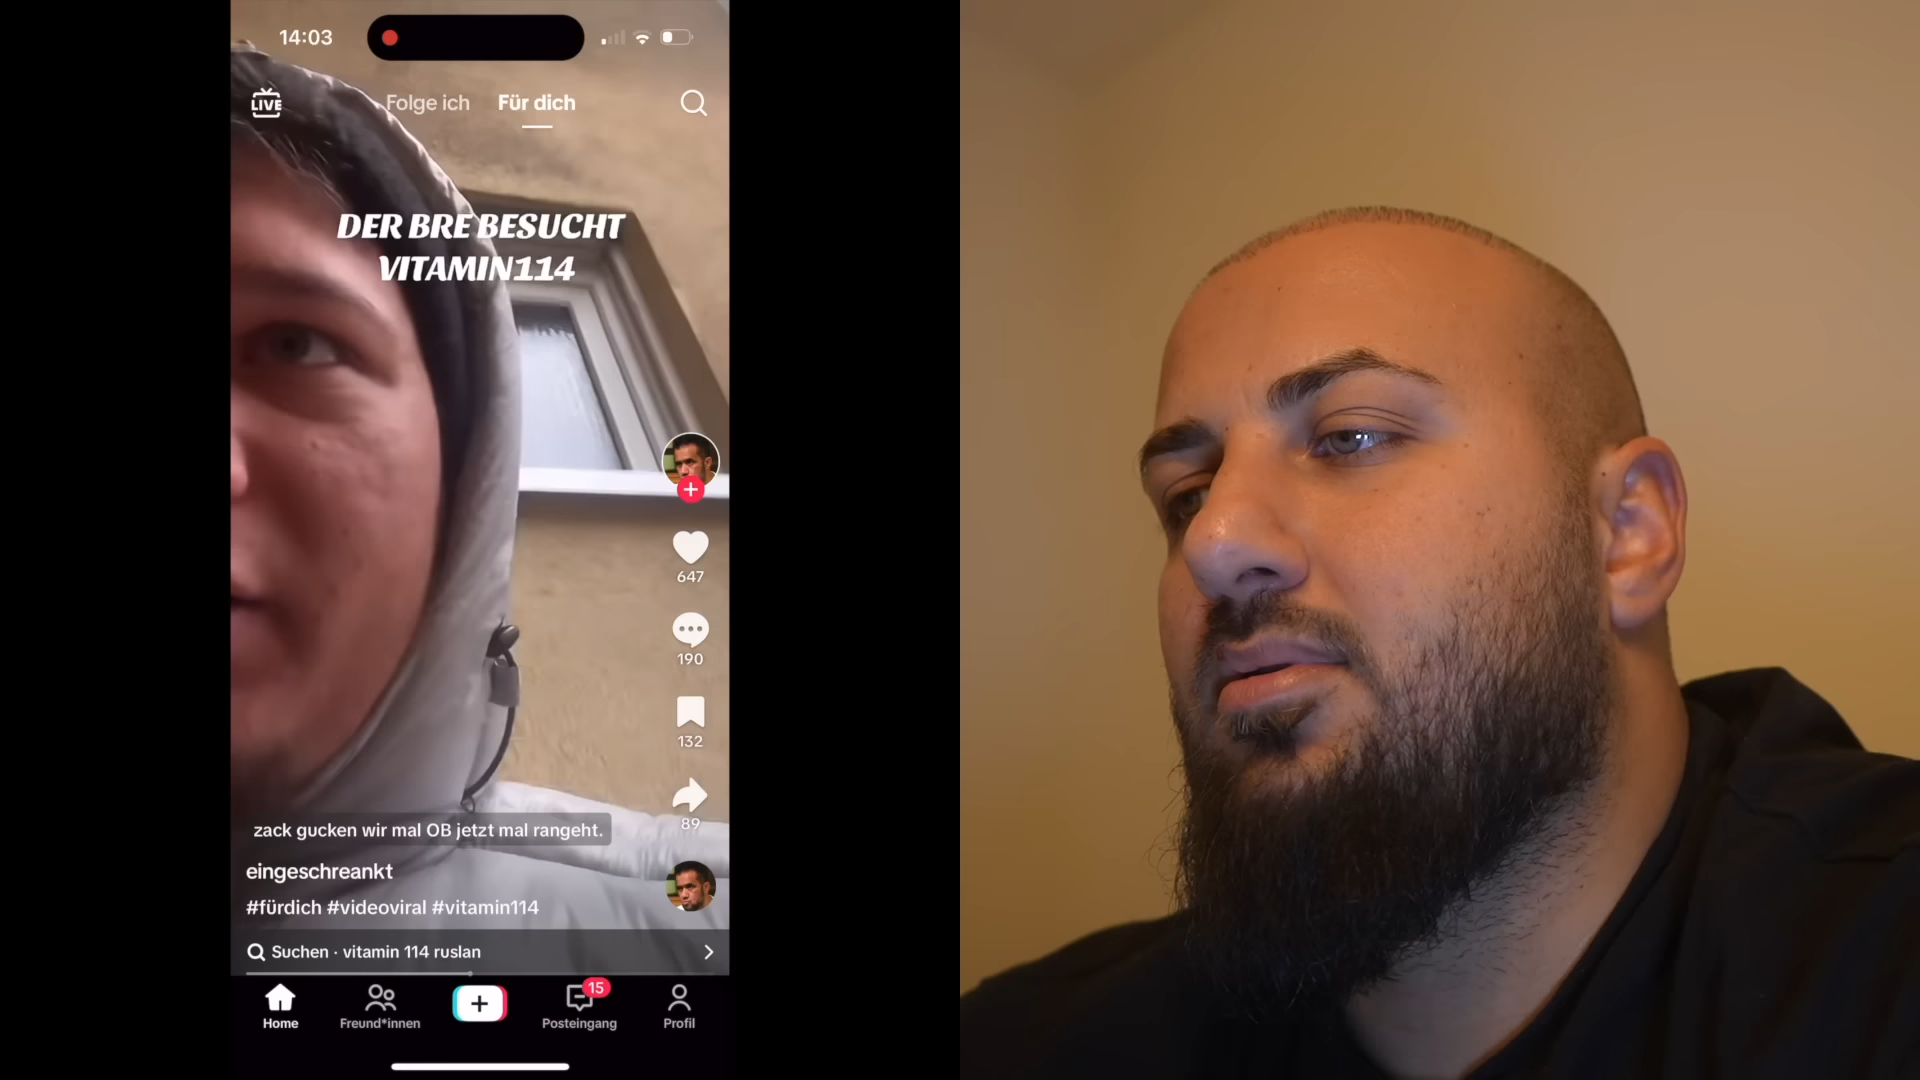 14:03
LIVE
Folge ich Für dich
DER BRE BESUCHT
VITAMIN114
647
190
132
89
zack gucken wir mal OB jetzt mal rangeht.
eingeschreankt
#fürdich #videoviral #vitamin114
Suchen · vitamin 114 ruslan
15
Home Freund*innen Posteingang Profil